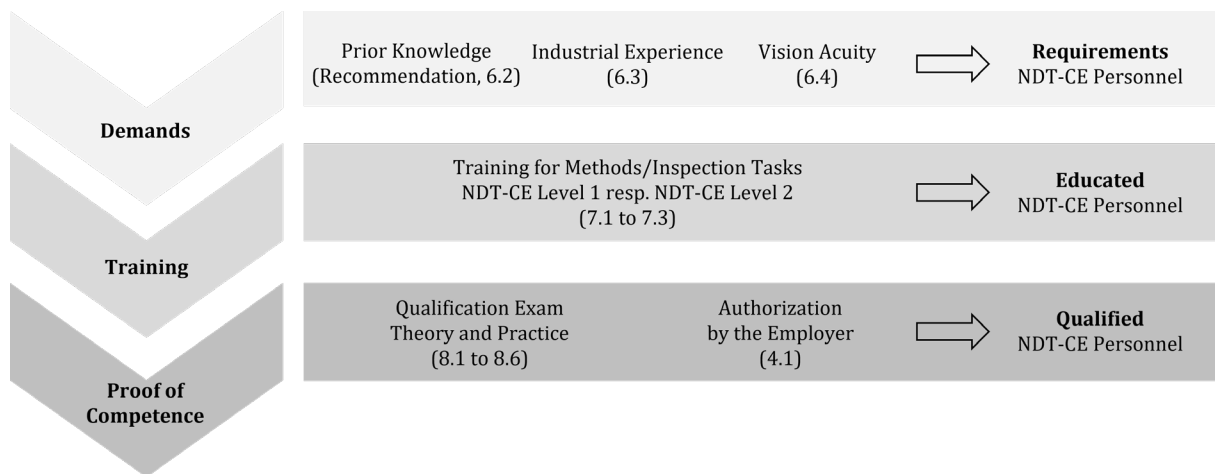 Demands
Prior Knowledge
(Recommendation, 6.2)
Industrial Experience
(6.3)
Vision Acuity
(6.4)
Requirements
NDT-CE Personnel
Training
Training for Methods/Inspection Tasks
NDT-CE Level 1 resp. NDT-CE Level 2
(7.1 to 7.3)
Educated
NDT-CE Personnel
Proof of
Competence
Qualification Exam
Theory and Practice
(8.1 to 8.6)
Authorization
by the Employer
(4.1)
Qualified
NDT-CE Personnel